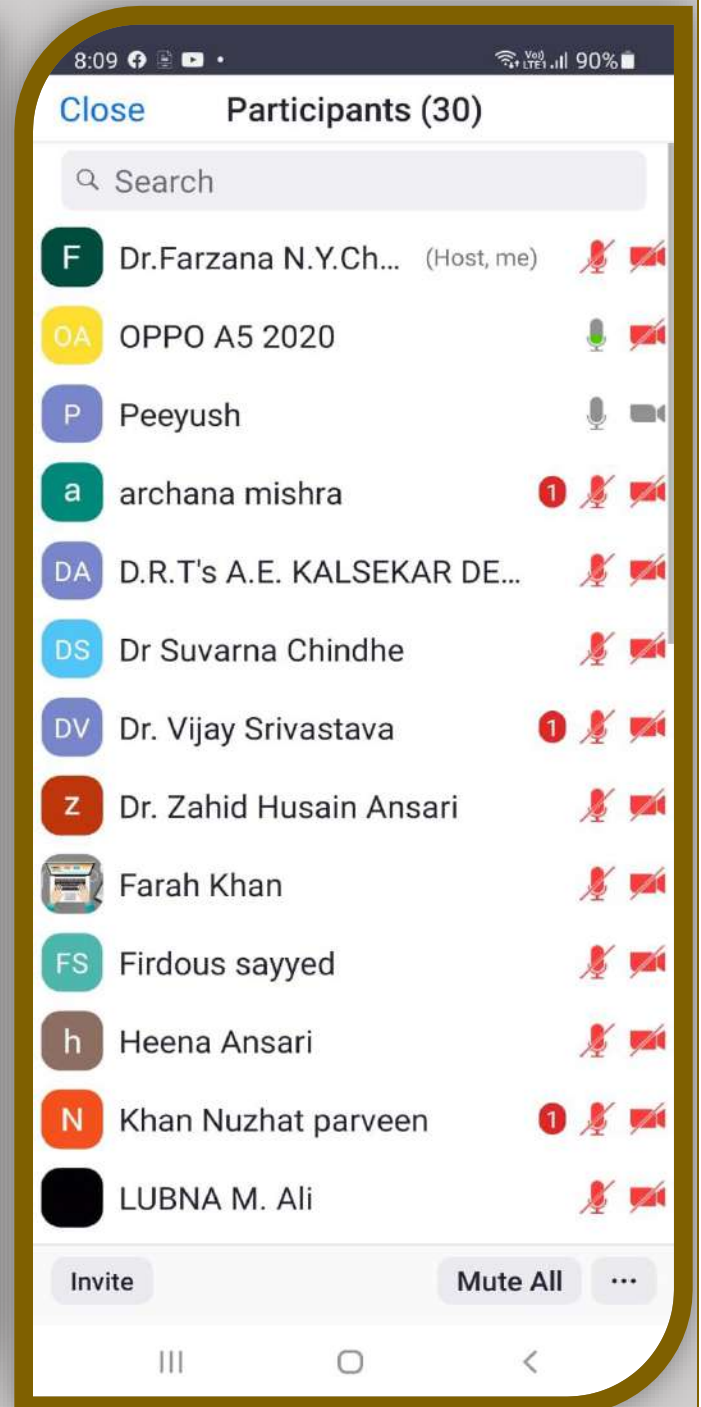 8:09 90%
Close Participants (30)
Search
F Dr.Farzana N.Y.Ch... (Host, me)
OA OPPO A5 2020
P Peeyush
a archana mishra 1
DA D.R.T's A.E. KALSEKAR DE...
DS Dr Suvarna Chindhe
DV Dr. Vijay Srivastava 1
z Dr. Zahid Husain Ansari
Farah Khan
FS Firdous sayyed
h Heena Ansari
N Khan Nuzhat parveen 1
LUBNA M. Ali
Invite Mute All ...